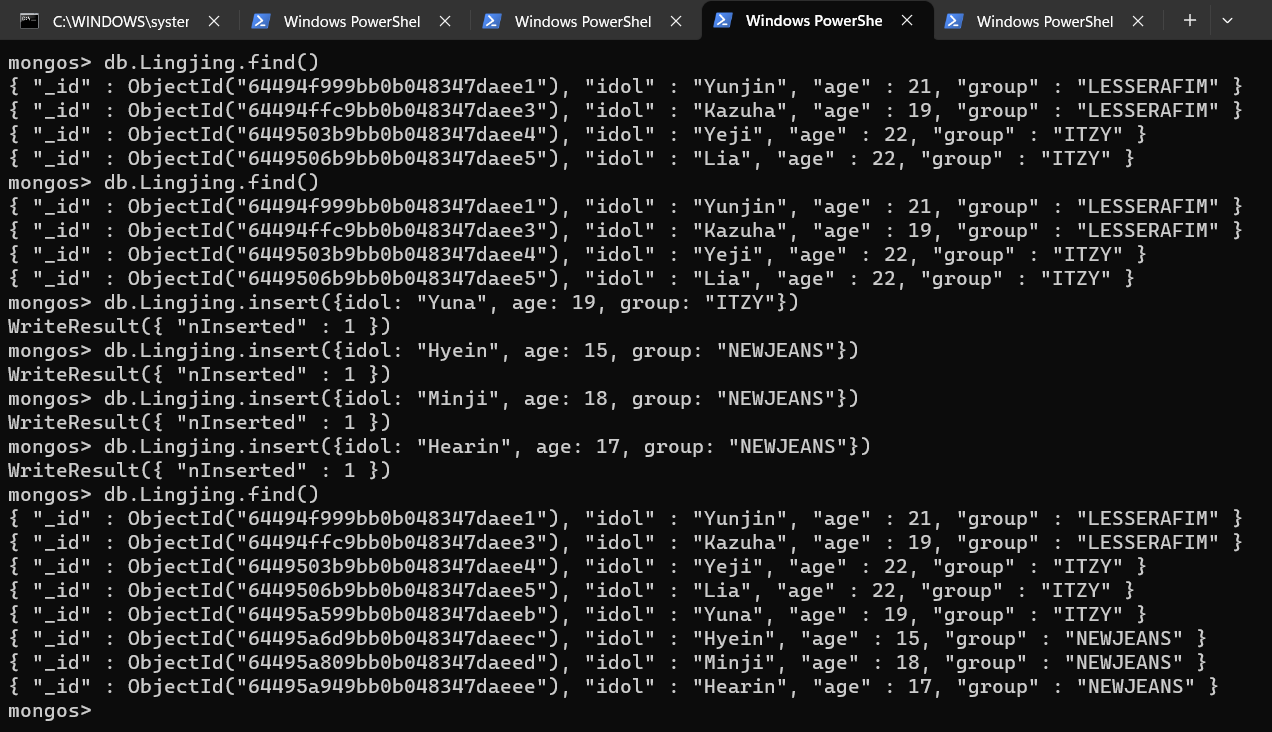 C:\WINDOWS\syster
Windows PowerShel
Windows PowerShel
Windows PowerShe
Windows PowerShel
mongos> db.Lingjing.find()
{ "_id" : ObjectId("64494f999bb0b048347daee1"), "idol" : "Yunjin", "age" : 21, "group" : "LESSERAFIM" }
{ "_id" : ObjectId("64494ffc9bb0b048347daee3"), "idol" : "Kazuha", "age" : 19, "group" : "LESSERAFIM" }
{ "_id" : ObjectId("6449503b9bb0b048347daee4"), "idol" : "Yeji", "age" : 22, "group" : "ITZY" }
{ "_id" : ObjectId("6449506b9bb0b048347daee5"), "idol" : "Lia", "age" : 22, "group" : "ITZY" }
mongos> db.Lingjing.find()
{ "_id" : ObjectId("64494f999bb0b048347daee1"), "idol" : "Yunjin", "age" : 21, "group" : "LESSERAFIM" }
{ "_id" : ObjectId("64494ffc9bb0b048347daee3"), "idol" : "Kazuha", "age" : 19, "group" : "LESSERAFIM" }
{ "_id" : ObjectId("6449503b9bb0b048347daee4"), "idol" : "Yeji", "age" : 22, "group" : "ITZY" }
{ "_id" : ObjectId("6449506b9bb0b048347daee5"), "idol" : "Lia", "age" : 22, "group" : "ITZY" }
mongos> db.Lingjing.insert({idol: "Yuna", age: 19, group: "ITZY"})
WriteResult({ "nInserted" : 1 })
mongos> db.Lingjing.insert({idol: "Hyein", age: 15, group: "NEWJEANS"})
WriteResult({ "nInserted" : 1 })
mongos> db.Lingjing.insert({idol: "Minji", age: 18, group: "NEWJEANS"})
WriteResult({ "nInserted" : 1 })
mongos> db.Lingjing.insert({idol: "Hearin", age: 17, group: "NEWJEANS"})
WriteResult({ "nInserted" : 1 })
mongos> db.Lingjing.find()
{ "_id" : ObjectId("64494f999bb0b048347daee1"), "idol" : "Yunjin", "age" : 21, "group" : "LESSERAFIM" }
{ "_id" : ObjectId("64494ffc9bb0b048347daee3"), "idol" : "Kazuha", "age" : 19, "group" : "LESSERAFIM" }
{ "_id" : ObjectId("6449503b9bb0b048347daee4"), "idol" : "Yeji", "age" : 22, "group" : "ITZY" }
{ "_id" : ObjectId("6449506b9bb0b048347daee5"), "idol" : "Lia", "age" : 22, "group" : "ITZY" }
{ "_id" : ObjectId("64495a599bb0b048347daeeb"), "idol" : "Yuna", "age" : 19, "group" : "ITZY" }
{ "_id" : ObjectId("64495a6d9bb0b048347daeec"), "idol" : "Hyein", "age" : 15, "group" : "NEWJEANS" }
{ "_id" : ObjectId("64495a809bb0b048347daeed"), "idol" : "Minji", "age" : 18, "group" : "NEWJEANS" }
{ "_id" : ObjectId("64495a949bb0b048347daeee"), "idol" : "Hearin", "age" : 17, "group" : "NEWJEANS" }
mongos>